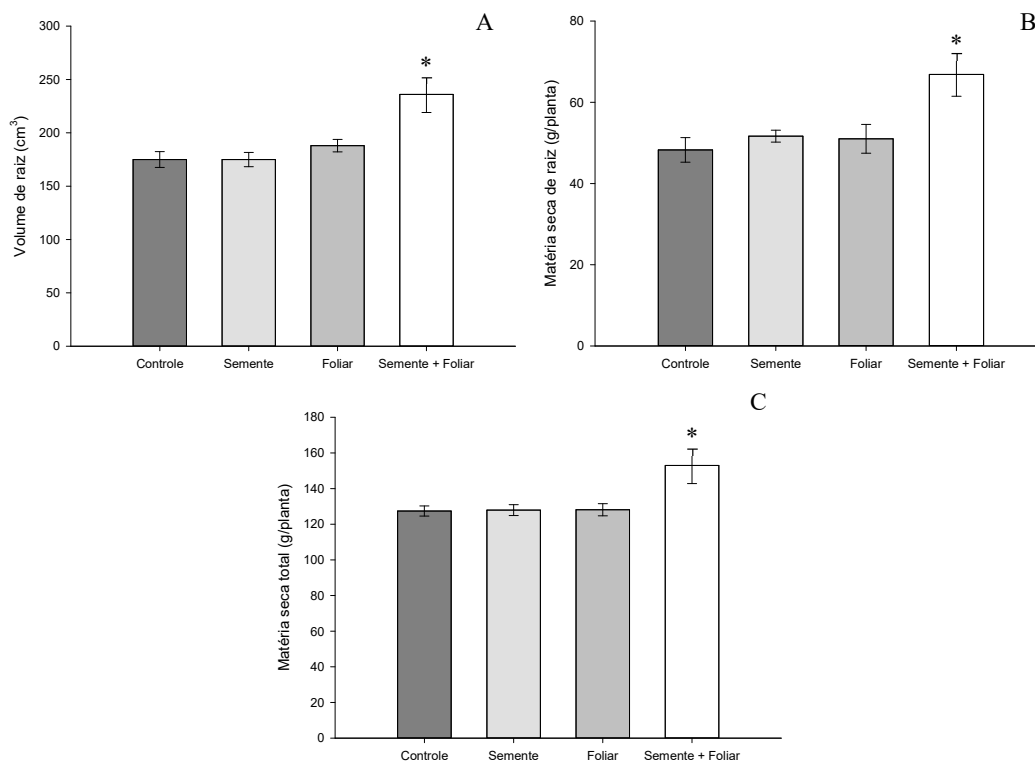 A
Volume de raiz (cm³)
300
250
200
150
100
50
0
*
Controle Semente Foliar Semente + Foliar
B
Matéria seca de raiz (g/planta)
80
60
40
20
0
*
Controle Semente Foliar Semente + Foliar
C
Matéria seca total (g/planta)
180
160
140
120
100
80
60
40
20
0
*
Controle Semente Foliar Semente + Foliar